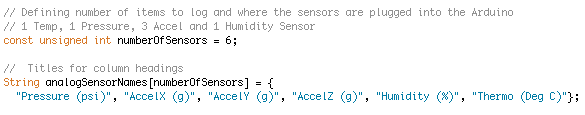 // Defining number of items to log and where the sensors are plugged into the Arduino
// 1 Temp, 1 Pressure, 3 Accel and 1 Humidity Sensor
const unsigned int numberOfSensors = 6;
//  Titles for column headings
String analogSensorNames[numberOfSensors] = {
  "Pressure (psi)", "AccelX (g)", "AccelY (g)", "AccelZ (g)", "Humidity (%)", "Thermo (Deg C)"};